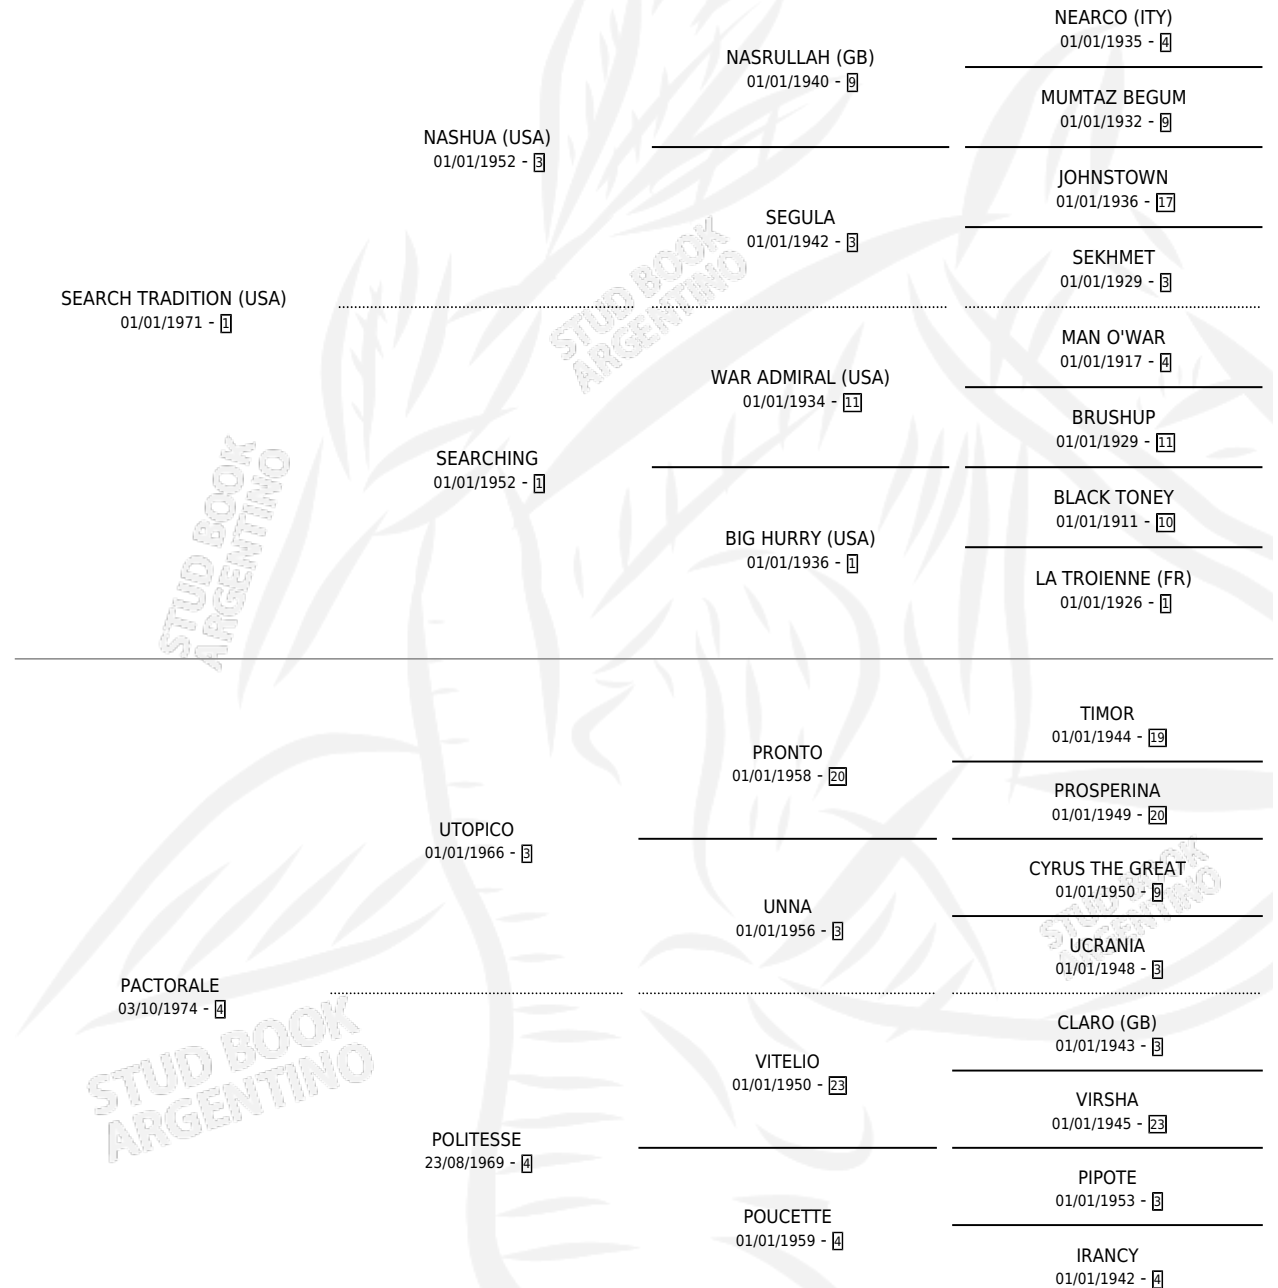 NEARCO (ITY)
01/01/1935 - 4
NASRULLAH (GB)
01/01/1940 - 9
MUMTAZ BEGUM
01/01/1932 - 9
NASHUA (USA)
01/01/1952 - 3
JOHNSTOWN
01/01/1936 - 17
SEGULA
01/01/1942 - 3
SEKHMET
01/01/1929 - 3
SEARCH TRADITION (USA)
01/01/1971 - 1
MAN O'WAR
01/01/1917 - 4
WAR ADMIRAL (USA)
01/01/1934 - 11
BRUSHUP
01/01/1929 - 11
SEARCHING
01/01/1952 - 1
BLACK TONEY
01/01/1911 - 10
BIG HURRY (USA)
01/01/1936 - 1
LA TROIENNE (FR)
01/01/1926 - 1
TIMOR
01/01/1944 - 19
PRONTO
01/01/1958 - 20
PROSPERINA
01/01/1949 - 20
UTOPICO
01/01/1966 - 3
CYRUS THE GREAT
01/01/1950 - 9
UNNA
01/01/1956 - 3
UCRANIA
01/01/1948 - 3
PACTORALE
03/10/1974 - 4
CLARO (GB)
01/01/1943 - 3
VITELIO
01/01/1950 - 23
VIRSHA
01/01/1945 - 23
POLITESSE
23/08/1969 - 4
PIPOTE
01/01/1953 - 3
POUCETTE
01/01/1959 - 4
IRANCY
01/01/1942 - 4
STUD BOOK
ARGENTINO
STUD BOOK
ARGENTINO
STUD BOOK
ARGENTINO
STUD BOOK
ARGENTINO